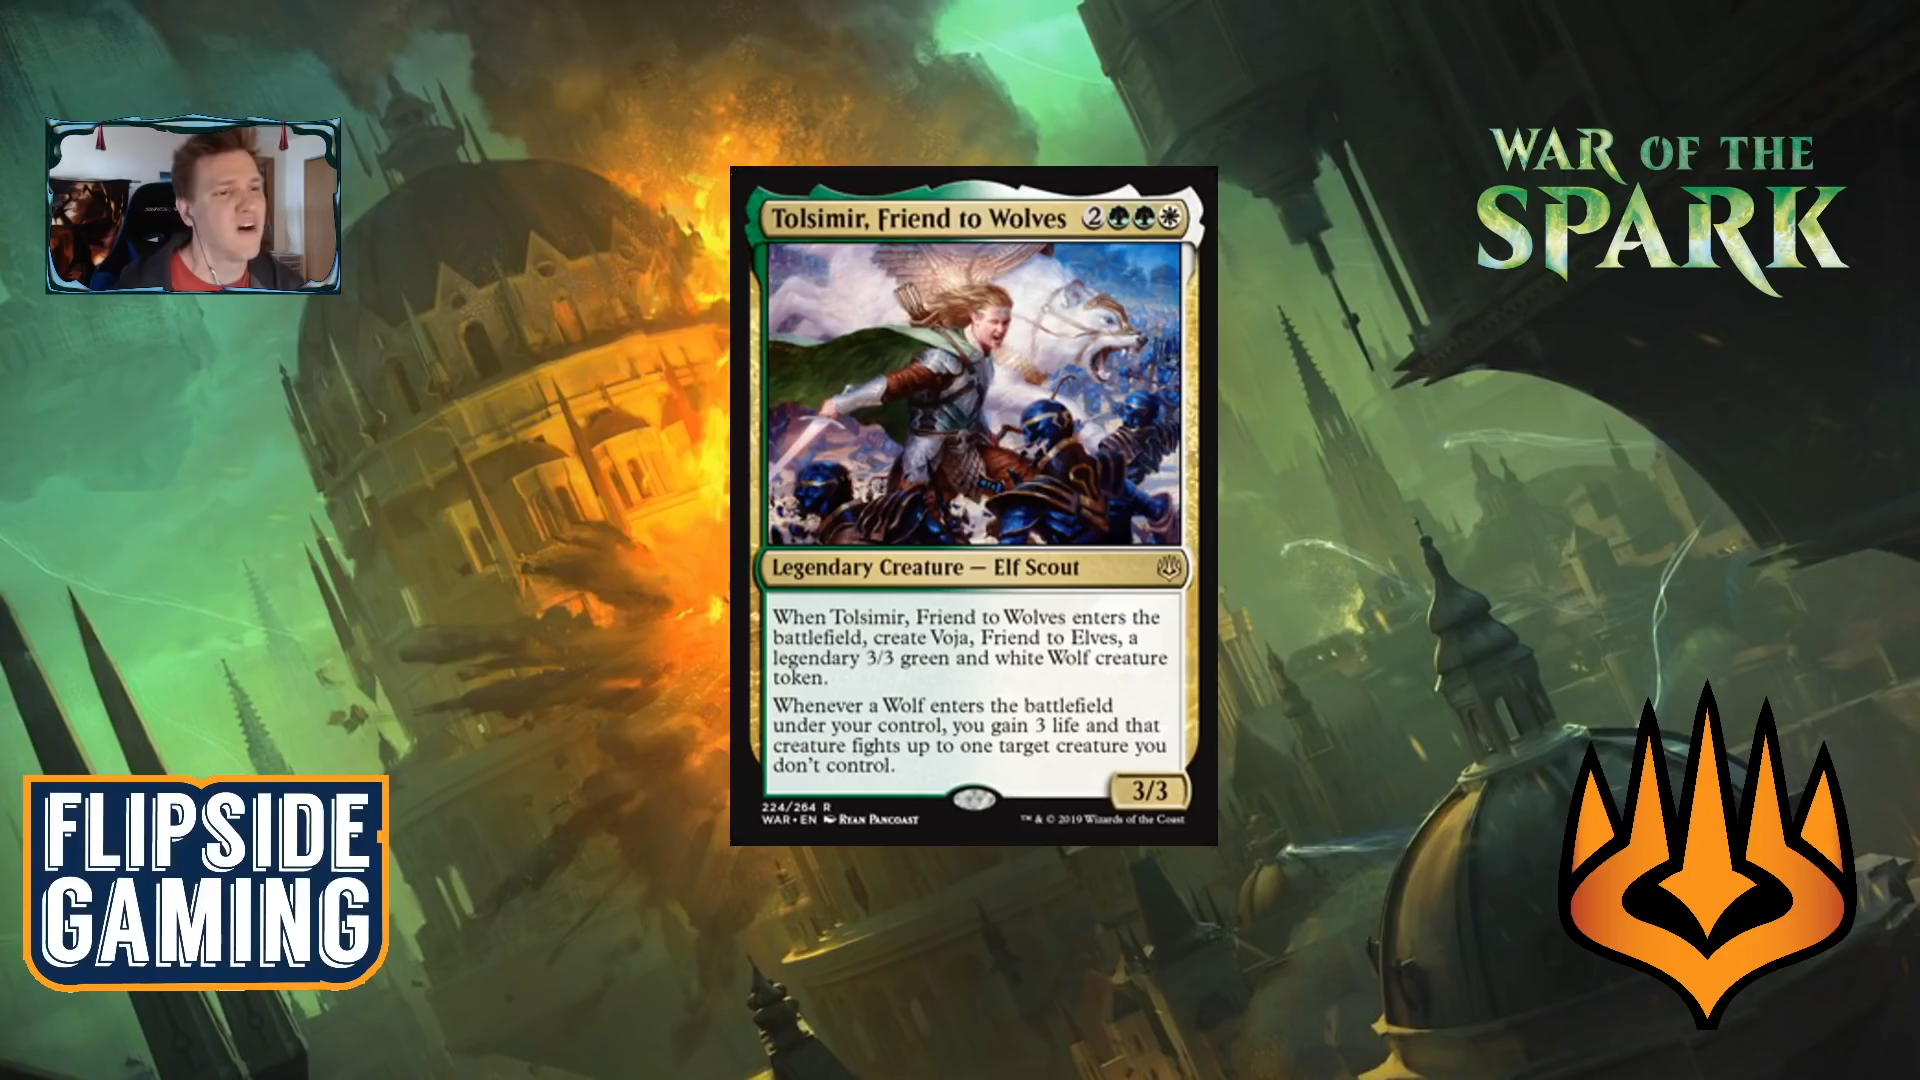 WAR OF THE
SPARK
Tolsimir, Friend to Wolves 2
Legendary Creature — Elf Scout
When Tolsimir, Friend to Wolves enters the
battlefield, create Voja, Friend to Elves, a
legendary 3/3 green and white Wolf creature
token.
Whenever a Wolf enters the battlefield
under your control, you gain 3 life and that
creature fights up to one target creature you
don't control.
3/3
224/264 R
WAR • EN RYAN PANCOAST
™ & © 2019 Wizards of the Coast
FLIPSIDE
GAMING